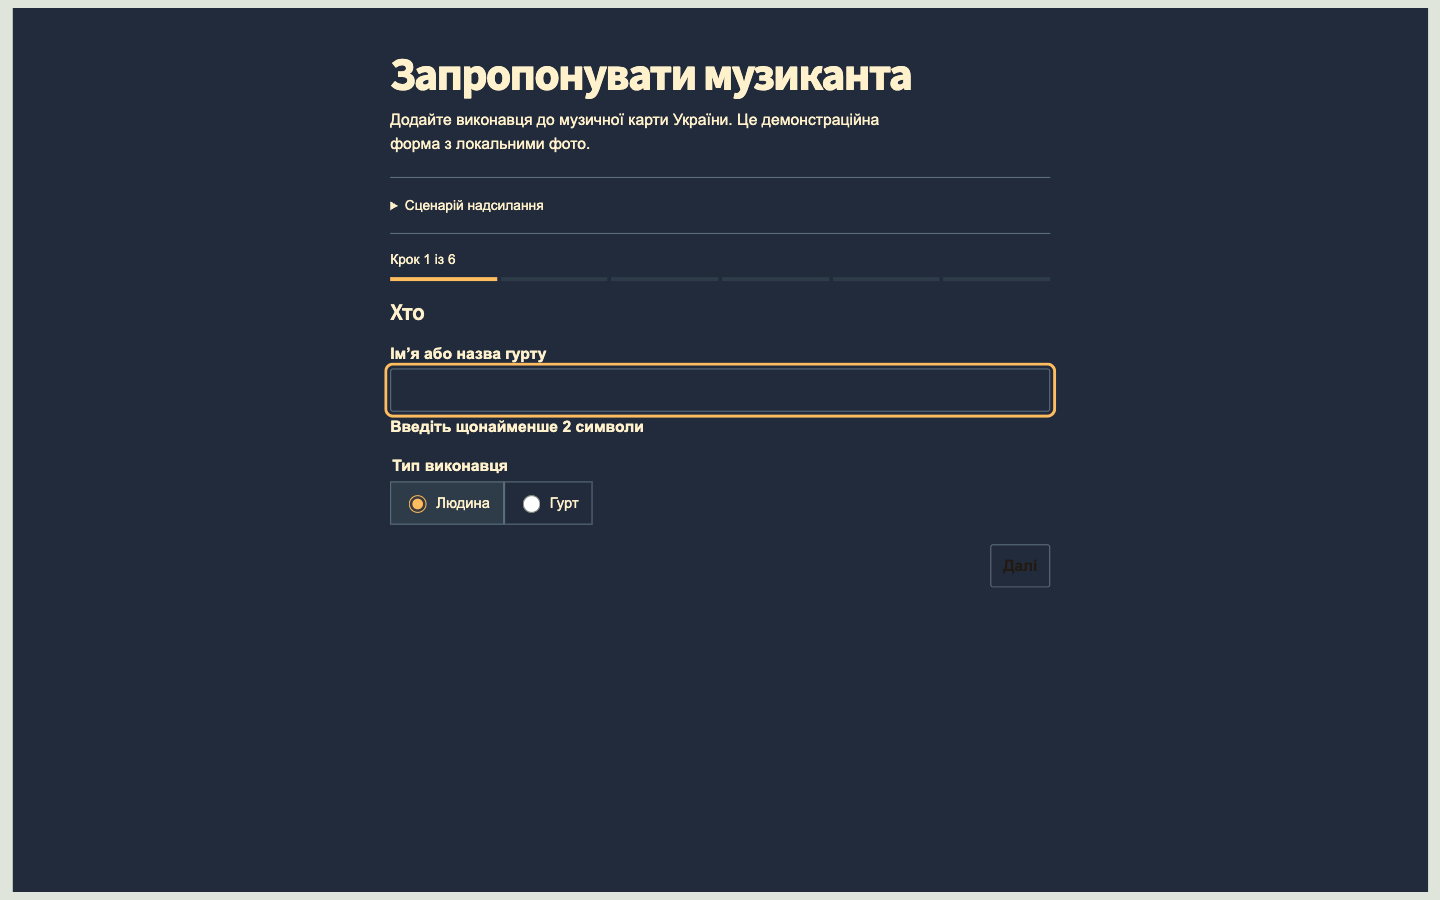 Запропонувати музиканта
Додайте виконавця до музичної карти України. Це демонстраційна
форма з локальними фото.
Сценарій надсилання
Крок 1 із 6
Хто
Ім’я або назва гурту
Введіть щонайменше 2 символи
Тип виконавця
Людина
Гурт
Далі